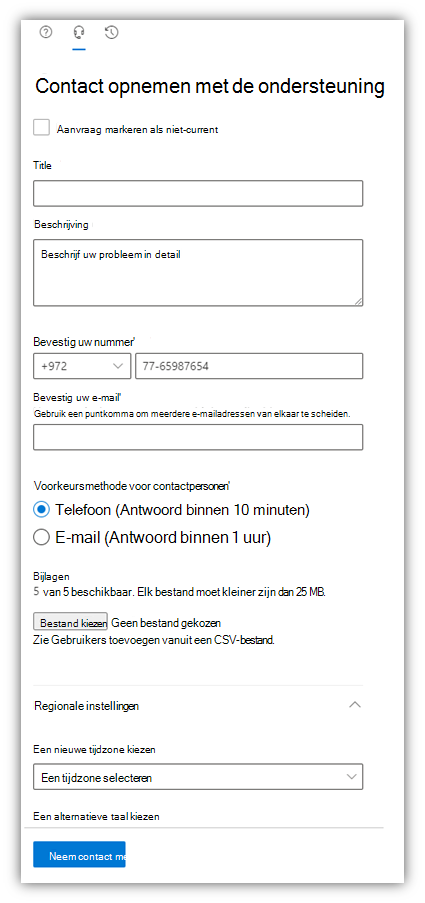 Contact opnemen met de ondersteuning
Aanvraag markeren als niet-current
Title
Beschrijving
Beschrijf uw probleem in detail
Bevestig uw nummer'
+972 77-65987654
Bevestig uw e-mail'
Gebruik een puntkomma om meerdere e-mailadressen van elkaar te scheiden.
Voorkeursmethode voor contactpersonen'
Telefoon (Antwoord binnen 10 minuten)
E-mail (Antwoord binnen 1 uur)
Bijlagen
5 van 5 beschikbaar. Elk bestand moet kleiner zijn dan 25 MB.
Bestand kiezen Geen bestand gekozen
Zie Gebruikers toevoegen vanuit een CSV-bestand.
Regionale instellingen
Een nieuwe tijdzone kiezen
Een tijdzone selecteren
Een alternatieve taal kiezen
Neem contact me